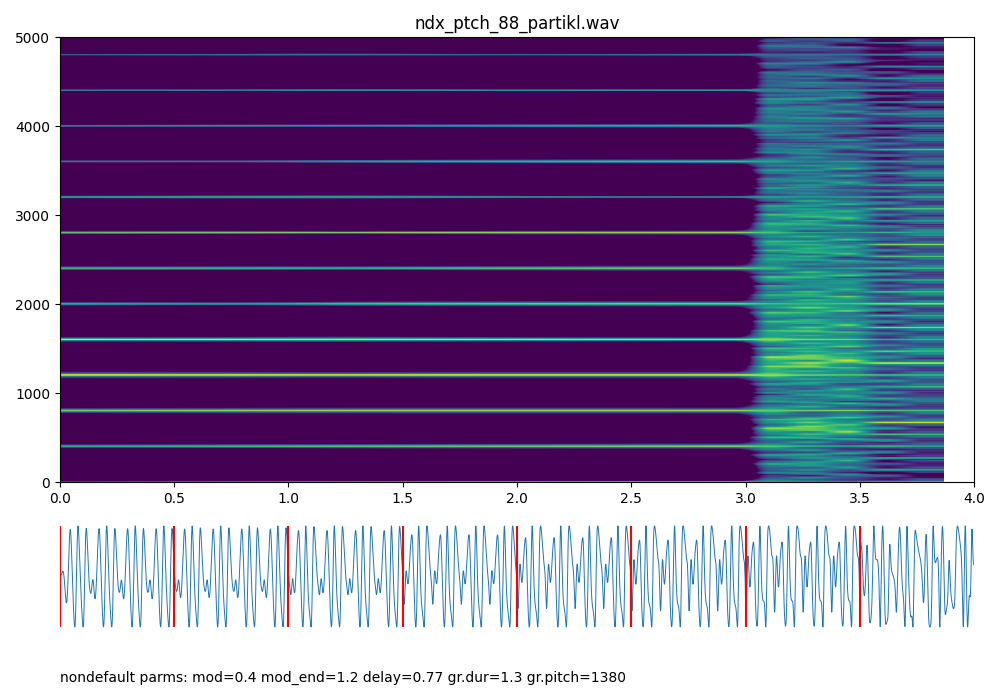 ndx_ptch_88_partikl.wav
5000
4000
3000
2000
1000
0
0.0 0.5 1.0 1.5 2.0 2.5 3.0 3.5 4.0
nondefault parms: mod=0.4 mod_end=1.2 delay=0.77 gr.dur=1.3 gr.pitch=1380